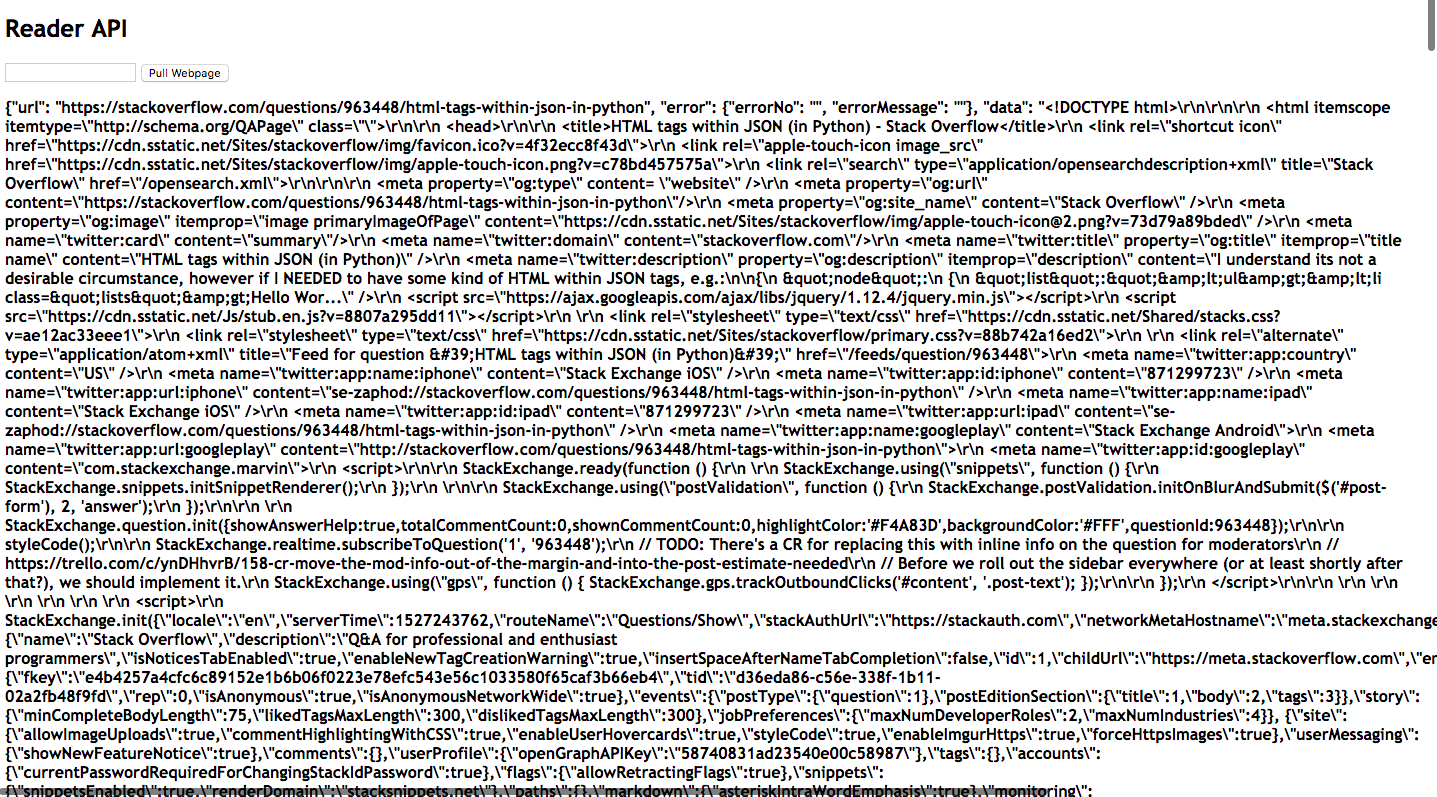 Reader API
Pull Webpage
{"url": "https://stackoverflow.com/questions/963448/html-tags-within-json-in-python", "error": {"errorNo": "", "errorMessage": ""}, "data": "<!DOCTYPE html>\r\n\r\n\r\n <html itemscope
itemtype=\"http://schema.org/QAPage\" class=\"\">\r\n\r\n <head>\r\n\r\n <title>HTML tags within JSON (in Python) - Stack Overflow</title>\r\n <link rel=\"shortcut icon\"
href=\"https://cdn.sstatic.net/Sites/stackoverflow/img/favicon.ico?v=4f32ecc8f43d\">\r\n <link rel=\"apple-touch-icon image_src\"
href=\"https://cdn.sstatic.net/Sites/stackoverflow/img/apple-touch-icon.png?v=c78bd457575a\">\r\n <link rel=\"search\" type=\"application/opensearchdescription+xml\" title=\"Stack
Overflow\" href=\"/opensearch.xml\">\r\n\r\n\r\n <meta property=\"og:type\" content= \"website\" />\r\n <meta property=\"og:url\"
content=\"https://stackoverflow.com/questions/963448/html-tags-within-json-in-python\"/>\r\n <meta property=\"og:site_name\" content=\"Stack Overflow\" />\r\n <meta
property=\"og:image\" itemprop=\"image primaryImageOfPage\" content=\"https://cdn.sstatic.net/Sites/stackoverflow/img/apple-touch-icon@2.png?v=73d79a89bded\" />\r\n <meta
name=\"twitter:card\" content=\"summary\"/>\r\n <meta name=\"twitter:domain\" content=\"stackoverflow.com\"/>\r\n <meta name=\"twitter:title\" property=\"og:title\" itemprop=\"title
name\" content=\"HTML tags within JSON (in Python)\" />\r\n <meta name=\"twitter:description\" property=\"og:description\" itemprop=\"description\" content=\"I understand its not a
desirable circumstance, however if I NEEDED to have some kind of HTML within JSON tags, e.g.:\n\n{\n &quot;node&quot;:\n {\n &quot;list&quot;:&quot;&amp;lt;ul&amp;gt;&amp;lt;li
class=&quot;lists&quot;&amp;gt;Hello Wor...\" />\r\n <script src=\"https://ajax.googleapis.com/ajax/libs/jquery/1.12.4/jquery.min.js\"></script>\r\n <script
src=\"https://cdn.sstatic.net/Js/stub.en.js?v=8807a295dd11\"></script>\r\n \r\n <link rel=\"stylesheet\" type=\"text/css\" href=\"https://cdn.sstatic.net/Shared/stacks.css?
v=ae12ac33eee1\">\r\n <link rel=\"stylesheet\" type=\"text/css\" href=\"https://cdn.sstatic.net/Sites/stackoverflow/primary.css?v=88b742a16ed2\">\r\n \r\n <link rel=\"alternate\"
type=\"application/atom+xml\" title=\"Feed for question &#39;HTML tags within JSON (in Python)&#39;\" href=\"/feeds/question/963448\">\r\n <meta name=\"twitter:app:country\"
content=\"US\" />\r\n <meta name=\"twitter:app:name:iphone\" content=\"Stack Exchange iOS\" />\r\n <meta name=\"twitter:app:id:iphone\" content=\"871299723\" />\r\n <meta
name=\"twitter:app:url:iphone\" content=\"se-zaphod://stackoverflow.com/questions/963448/html-tags-within-json-in-python\" />\r\n <meta name=\"twitter:app:name:ipad\"
content=\"Stack Exchange iOS\" />\r\n <meta name=\"twitter:app:id:ipad\" content=\"871299723\" />\r\n <meta name=\"twitter:app:url:ipad\" content=\"se-
zaphod://stackoverflow.com/questions/963448/html-tags-within-json-in-python\" />\r\n <meta name=\"twitter:app:name:googleplay\" content=\"Stack Exchange Android\">\r\n <meta
name=\"twitter:app:url:googleplay\" content=\"http://stackoverflow.com/questions/963448/html-tags-within-json-in-python\">\r\n <meta name=\"twitter:app:id:googleplay\"
content=\"com.stackexchange.marvin\">\r\n <script>\r\n\r\n StackExchange.ready(function () {\r\n \r\n StackExchange.using(\"snippets\", function () {\r\n
StackExchange.snippets.initSnippetRenderer();\r\n });\r\n \r\n\r\n StackExchange.using(\"postValidation\", function () {\r\n StackExchange.postValidation.initOnBlurAndSubmit($('#post-
form'), 2, 'answer');\r\n });\r\n\r\n \r\n
StackExchange.question.init({showAnswerHelp:true,totalCommentCount:0,shownCommentCount:0,highlightColor:'#F4A83D',backgroundColor:'#FFF',questionId:963448});\r\n\r\n
styleCode();\r\n\r\n StackExchange.realtime.subscribeToQuestion('1', '963448');\r\n // TODO: There's a CR for replacing this with inline info on the question for moderators\r\n //
https://trello.com/c/ynDHhvrB/158-cr-move-the-mod-info-out-of-the-margin-and-into-the-post-estimate-needed\r\n // Before we roll out the sidebar everywhere (or at least shortly after
that?), we should implement it.\r\n StackExchange.using(\"gps\", function () { StackExchange.gps.trackOutboundClicks('#content', '.post-text'); });\r\n\r\n });\r\n </script>\r\n\r\n \r\n \r\n
\r\n \r\n \r\n \r\n <script>\r\n
StackExchange.init({\"locale\":\"en\",\"serverTime\":1527243762,\"routeName\":\"Questions/Show\",\"stackAuthUrl\":\"https://stackauth.com\",\"networkMetaHostname\":\"meta.stackexchange
{\"name\":\"Stack Overflow\",\"description\":\"Q&A for professional and enthusiast
programmers\",\"isNoticesTabEnabled\":true,\"enableNewTagCreationWarning\":true,\"insertSpaceAfterNameTabCompletion\":false,\"id\":1,\"childUrl\":\"https://meta.stackoverflow.com\",\"en
{\"fkey\":\"e4b4257a4cfc6c89152e1b6b06f0223e78efc543e56c1033580f65caf3b66eb4\",\"tid\":\"d36eda86-c56e-338f-1b11-
02a2fb48f9fd\",\"rep\":0,\"isAnonymous\":true,\"isAnonymousNetworkWide\":true},\"events\":{\"postType\":{\"question\":1},\"postEditionSection\":{\"title\":1,\"body\":2,\"tags\":3}},\"story\":
{\"minCompleteBodyLength\":75,\"likedTagsMaxLength\":300,\"dislikedTagsMaxLength\":300},\"jobPreferences\":{\"maxNumDeveloperRoles\":2,\"maxNumIndustries\":4}}, {\"site\":
{\"allowImageUploads\":true,\"commentHighlightingWithCSS\":true,\"enableUserHovercards\":true,\"styleCode\":true,\"enableImgurHttps\":true,\"forceHttpsImages\":true},\"userMessaging\":
{\"showNewFeatureNotice\":true},\"comments\":{},\"userProfile\":{\"openGraphAPIKey\":\"58740831ad23540e00c58987\"},\"tags\":{},\"accounts\":
{\"currentPasswordRequiredForChangingStackIdPassword\":true},\"flags\":{\"allowRetractingFlags\":true},\"snippets\":
{\"snippetsEnabled\":true,\"renderDomain\":\"stacksnippets.net\"},\"paths\":{},\"markdown\":{\"asteriskIntraWordEmphasis\":true},\"monitoring\":